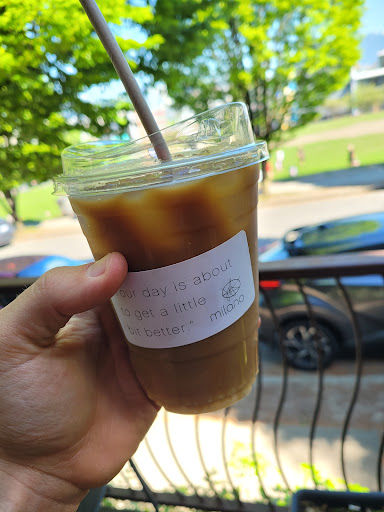 our day is about
to get a little
bit better."
milano